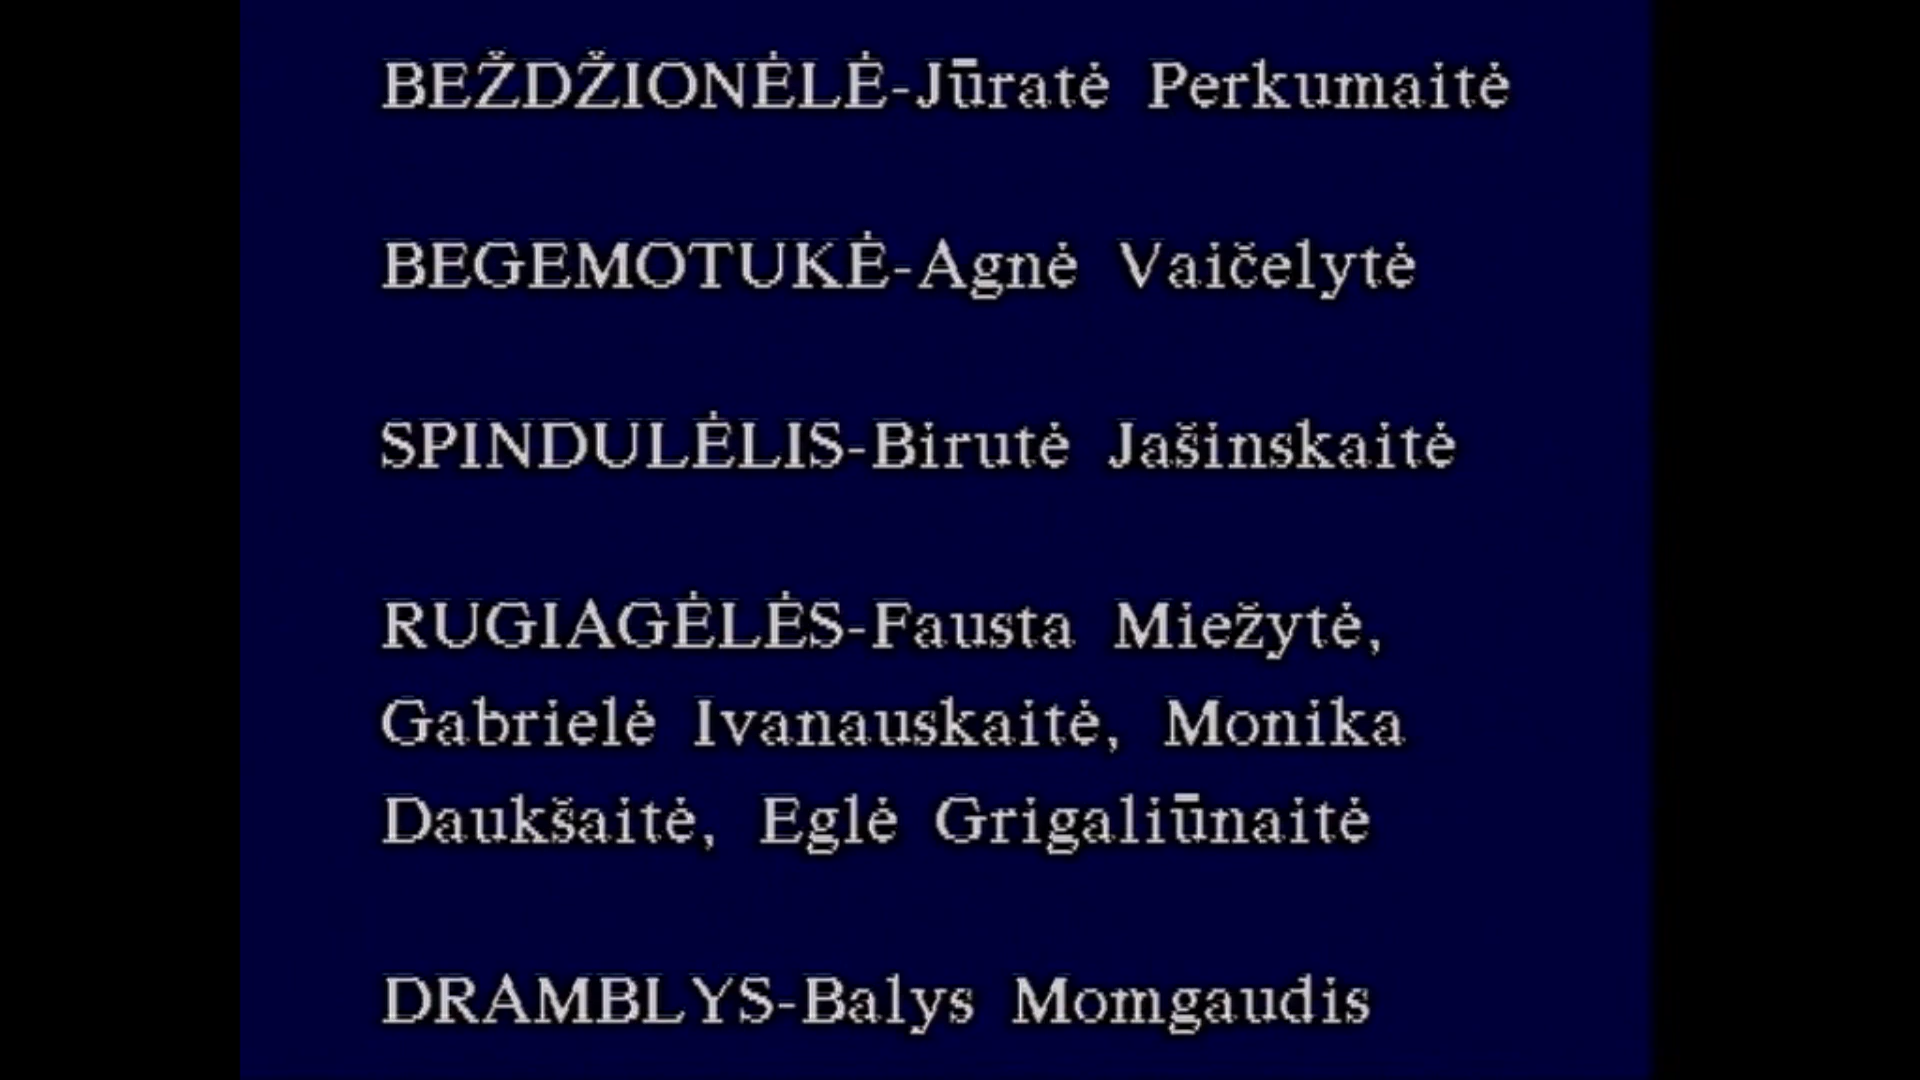 BEŽDŽIONĖLĖ-Jūratė Perkumaitė
BEGEMOTUKĖ-Agnė Vaičelytė
SPINDULĖLIS-Birutė Jašinskaitė
RUGIAGĖLĖS-Fausta Miežytė,
Gabrielė Ivanauskaitė, Monika
Daukšaitė, Eglė Grigaliūnaitė
DRAMBLYS-Balys Momgaudis